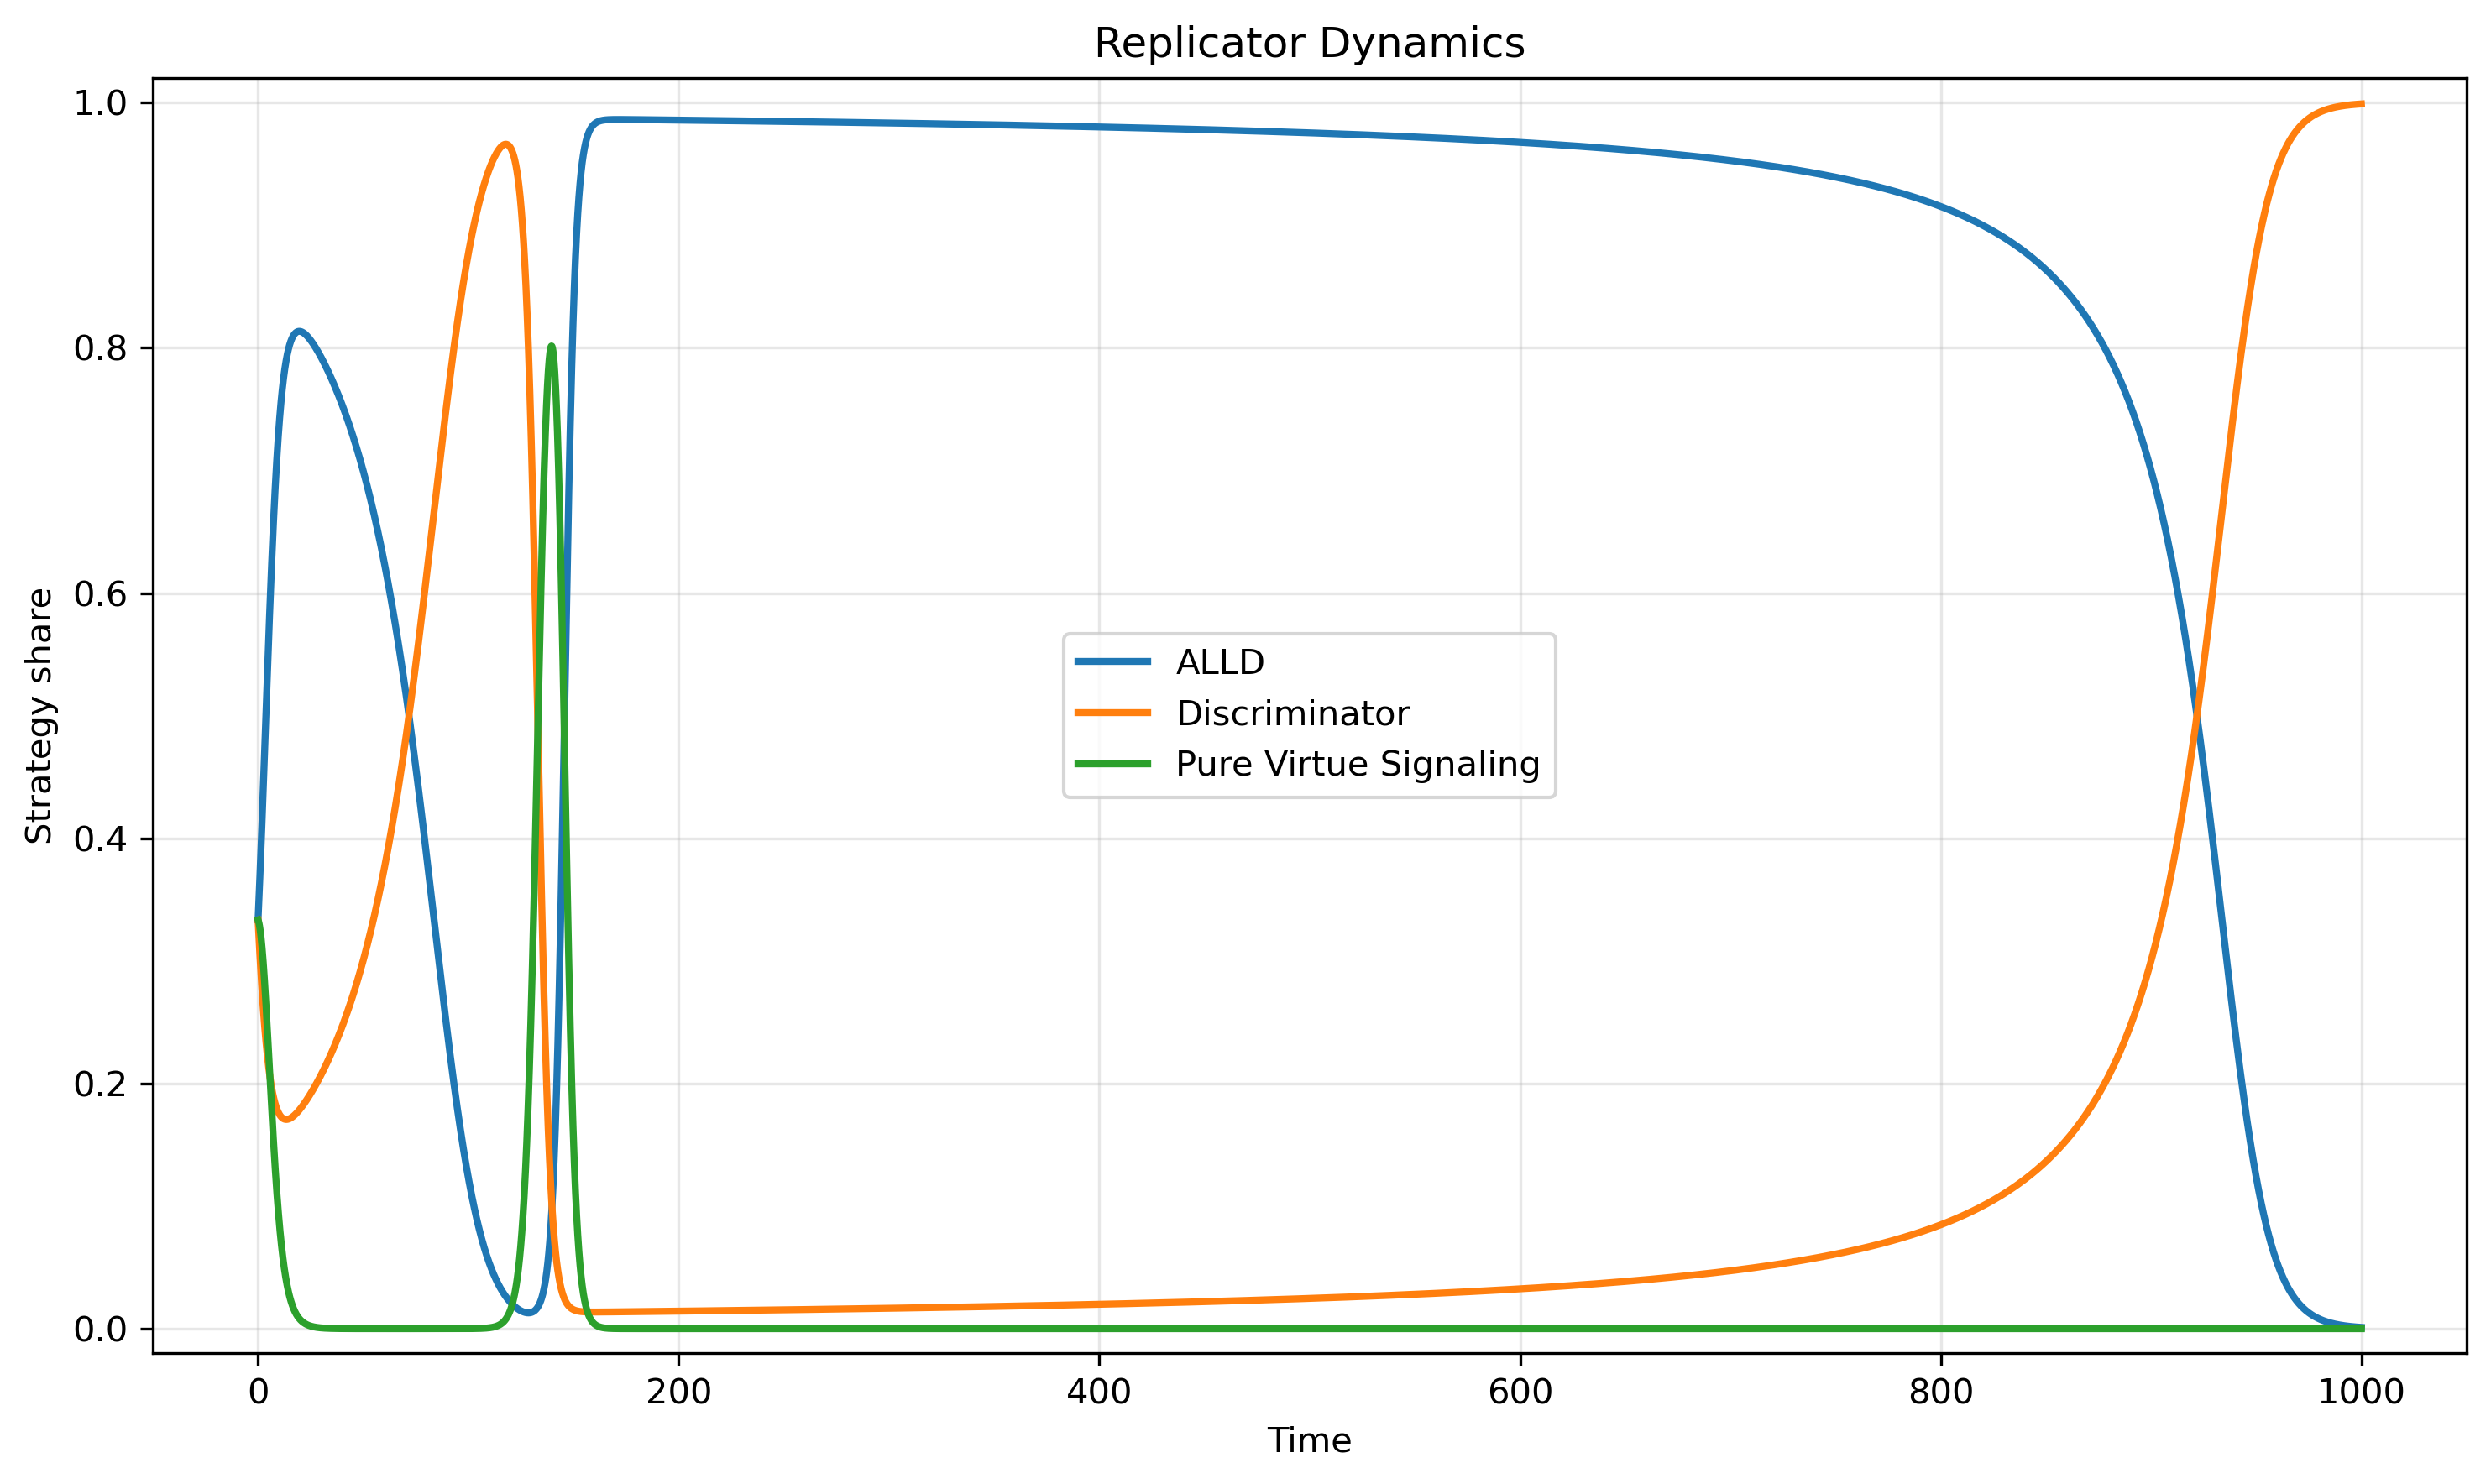 Replicator Dynamics
1.0
0.8
0.6
0.4
0.2
0.0
Strategy share
ALLD
Discriminator
Pure Virtue Signaling
0 200 400 600 800 1000
Time